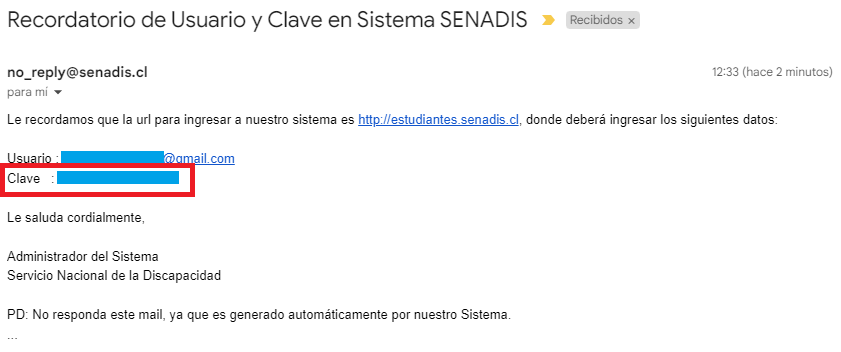 Recordatorio de Usuario y Clave en Sistema SENADIS Recibidos ×
no_reply@senadis.cl 12:33 (hace 2 minutos)
para mí
Le recordamos que la url para ingresar a nuestro sistema es http://estudiantes.senadis.cl, donde deberá ingresar los siguientes datos:
Usuario : @gmail.com
Clave :
Le saluda cordialmente,
Administrador del Sistema
Servicio Nacional de la Discapacidad
PD: No responda este mail, ya que es generado automáticamente por nuestro Sistema.
...